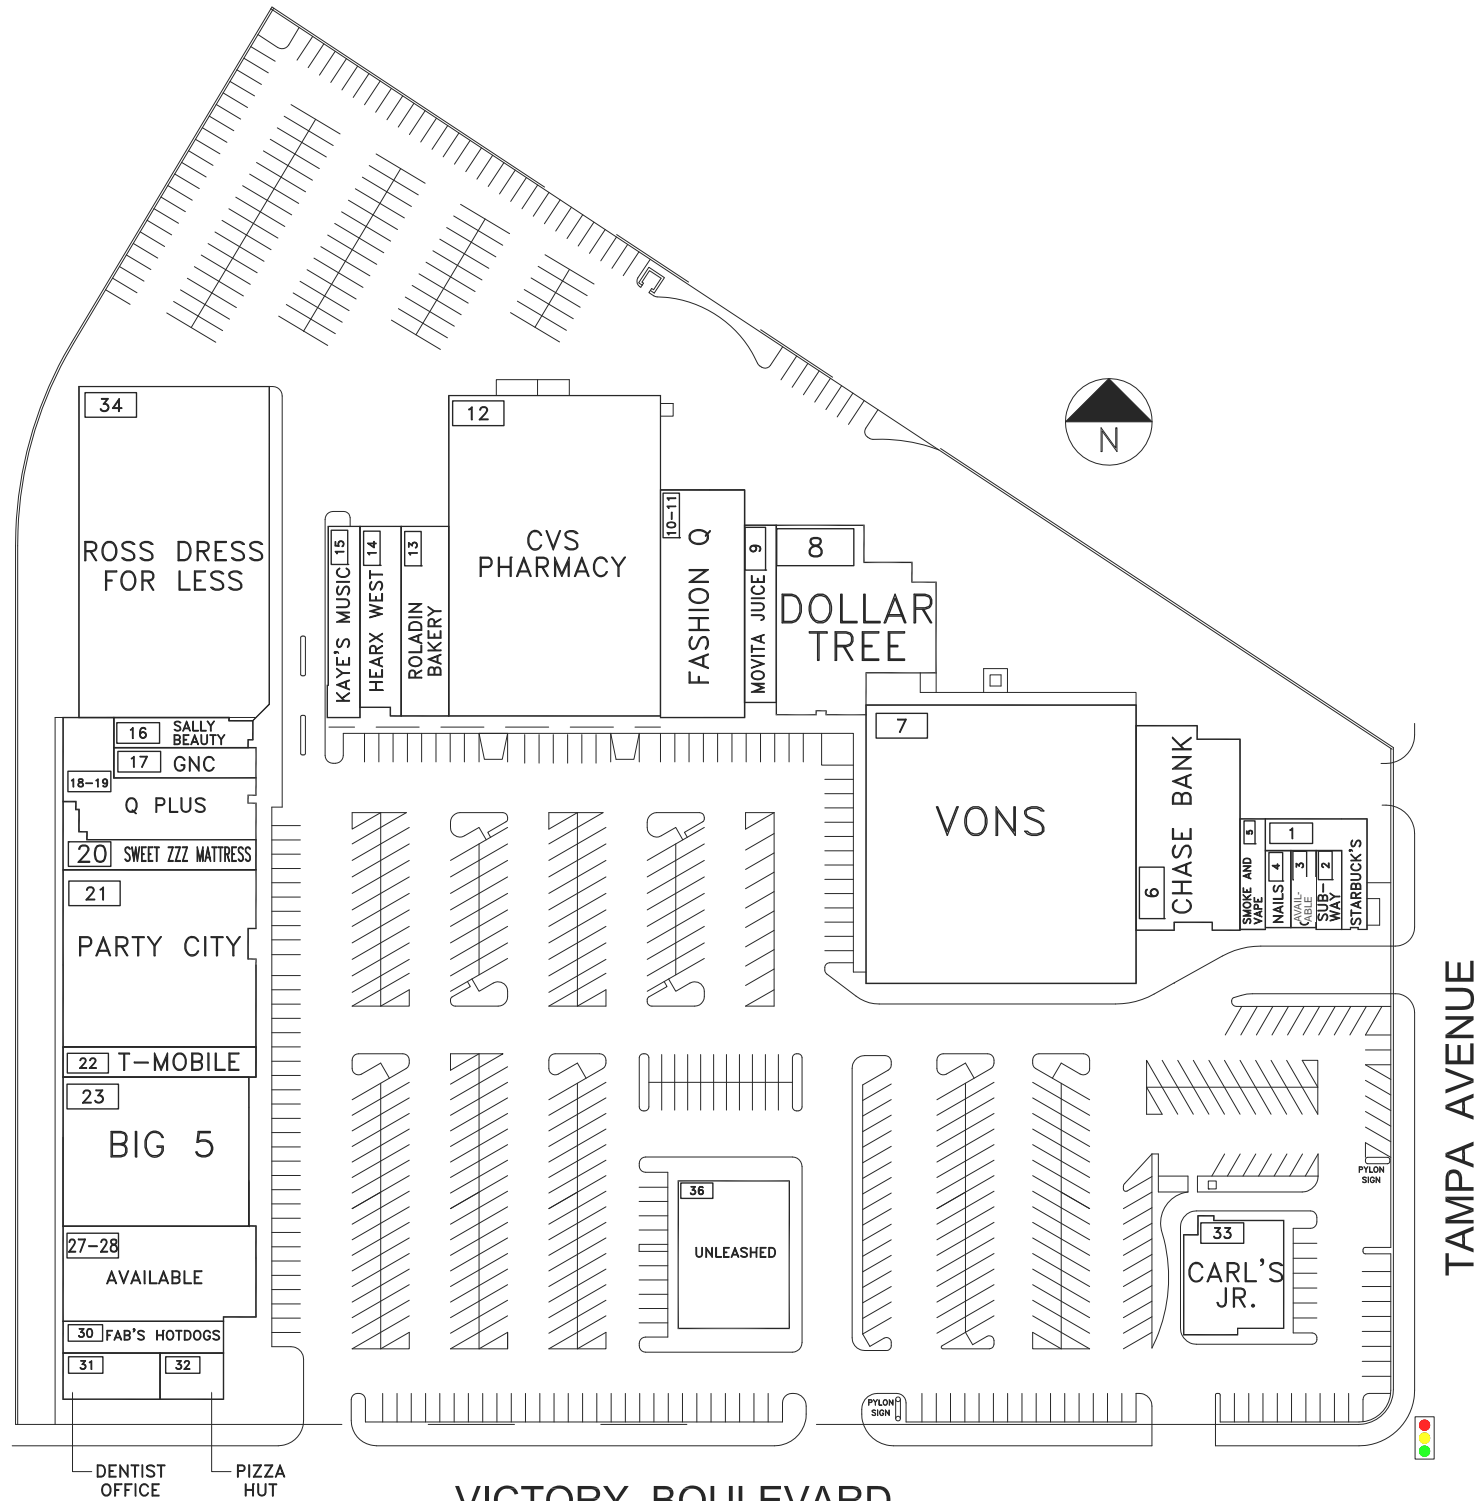 34
ROSS DRESS
FOR LESS
12
CVS
PHARMACY
N
15
KAYE'S MUSIC
14
HEARX WEST
13
ROLADIN
BAKERY
10-11
FASHION Q
9
MOVITA JUICE
8
DOLLAR
TREE
7
VONS
6
CHASE BANK
5
SMOKE AND
VAPE
1
STARBUCK'S
4
NAILS
3
AVAIL-
ABLE
2
SUB-
WAY
16
SALLY
BEAUTY
17
GNC
18-19
Q PLUS
20
SWEET ZZZ MATTRESS
21
PARTY CITY
22
T-MOBILE
23
BIG 5
27-28
AVAILABLE
30
FAB'S HOTDOGS
31
32
DENTIST
OFFICE
PIZZA
HUT
36
UNLEASHED
33
CARL'S
JR.
PYLON
SIGN
PYLON
SIGN
TAMPA AVENUE
VICTORY BOULEVARD